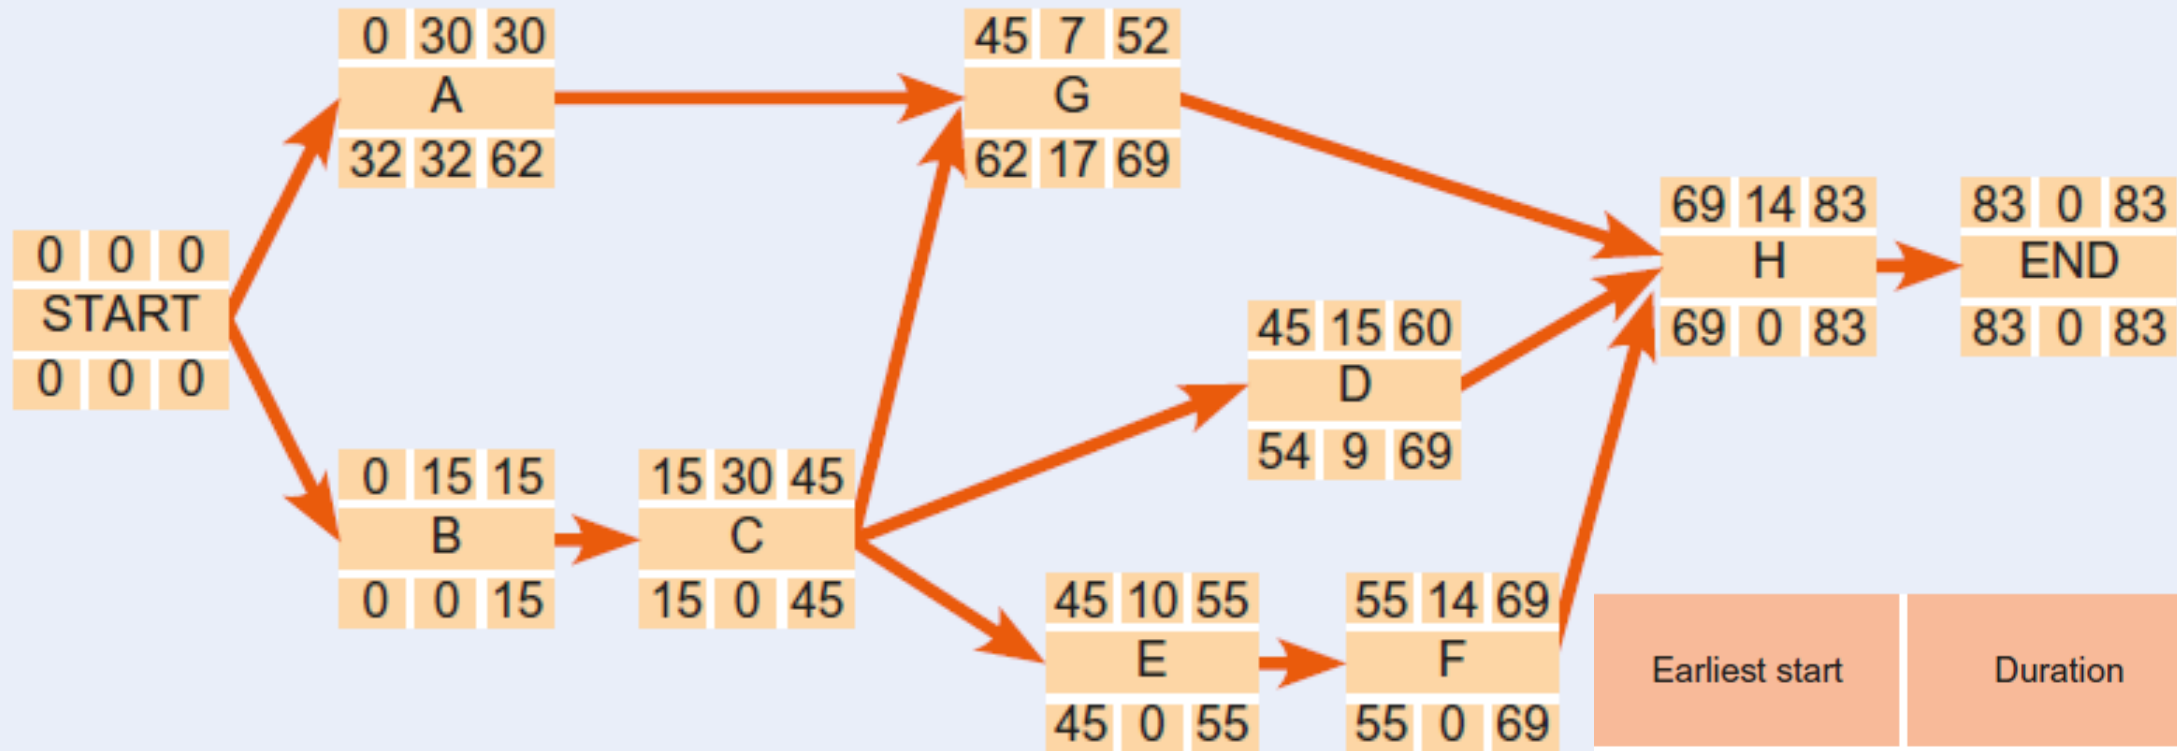 0 30 30
A
32 32 62
45 7 52
G
62 17 69
0 0 0
START
0 0 0
69 14 83
H
69 0 83
83 0 83
END
83 0 83
45 15 60
D
54 9 69
0 15 15
B
0 0 15
15 30 45
C
15 0 45
45 10 55
E
45 0 55
55 14 69
F
55 0 69
Earliest start
Duration